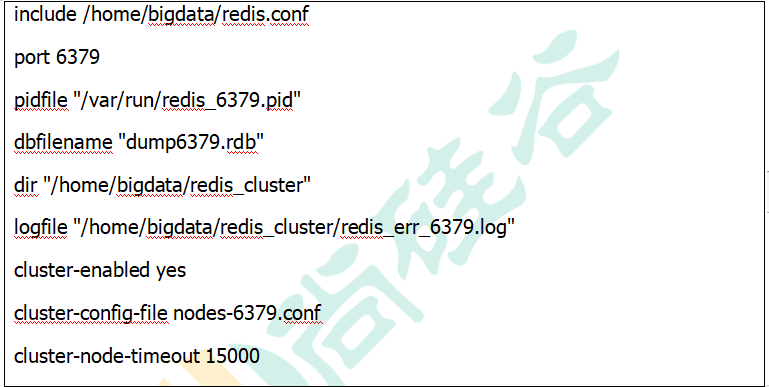 include /home/bigdata/redis.conf
port 6379
pidfile "/var/run/redis_6379.pid"
dbfilename "dump6379.rdb"
dir "/home/bigdata/redis_cluster"
logfile "/home/bigdata/redis_cluster/redis_err_6379.log"
cluster-enabled yes
cluster-config-file nodes-6379.conf
cluster-node-timeout 15000
尚硅谷